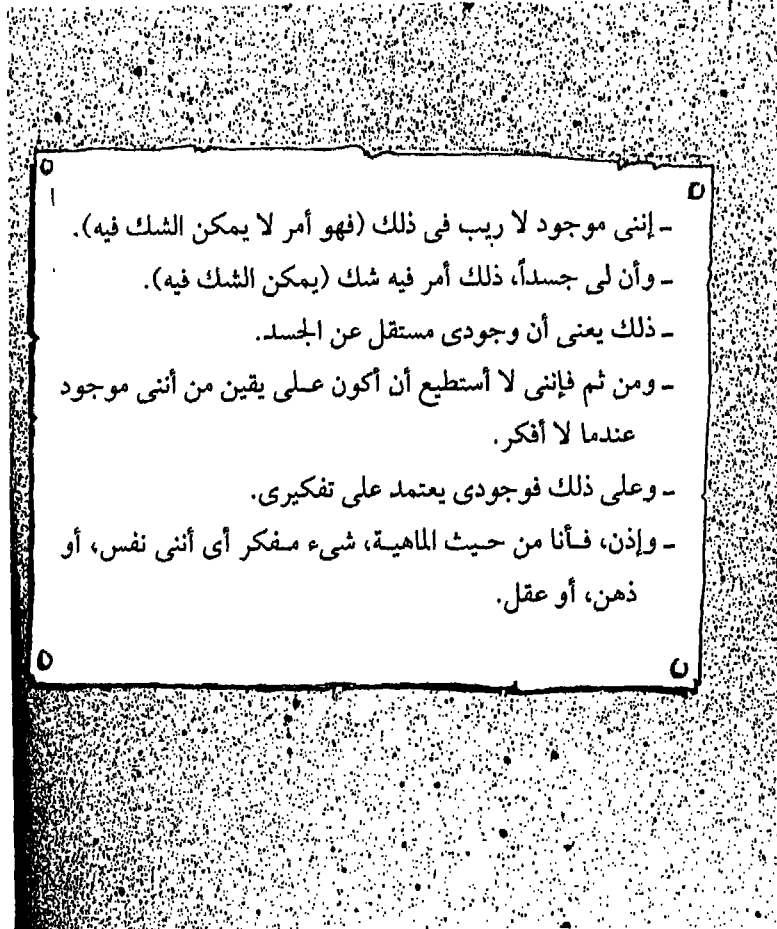 ـ إننى موجود لا ريب فى ذلك (فهو أمر لا يمكن الشك فيه).
ـ وأن لى جسداً، ذلك أمر فيه شك (يمكن الشك فيه).
ـ ذلك يعنى أن وجودى مستقل عن الجسد.
ـ ومن ثم فإننى لا أستطيع أن أكون عـلى يقين من أننى موجود
عندما لا أفكر.
ـ وعلى ذلك فوجودى يعتمد على تفكيرى.
ـ وإذن، فـأنا من حـيث الماهيـة، شىء مـفكر أى أننى نفس، أو
ذهن، أو عقل.